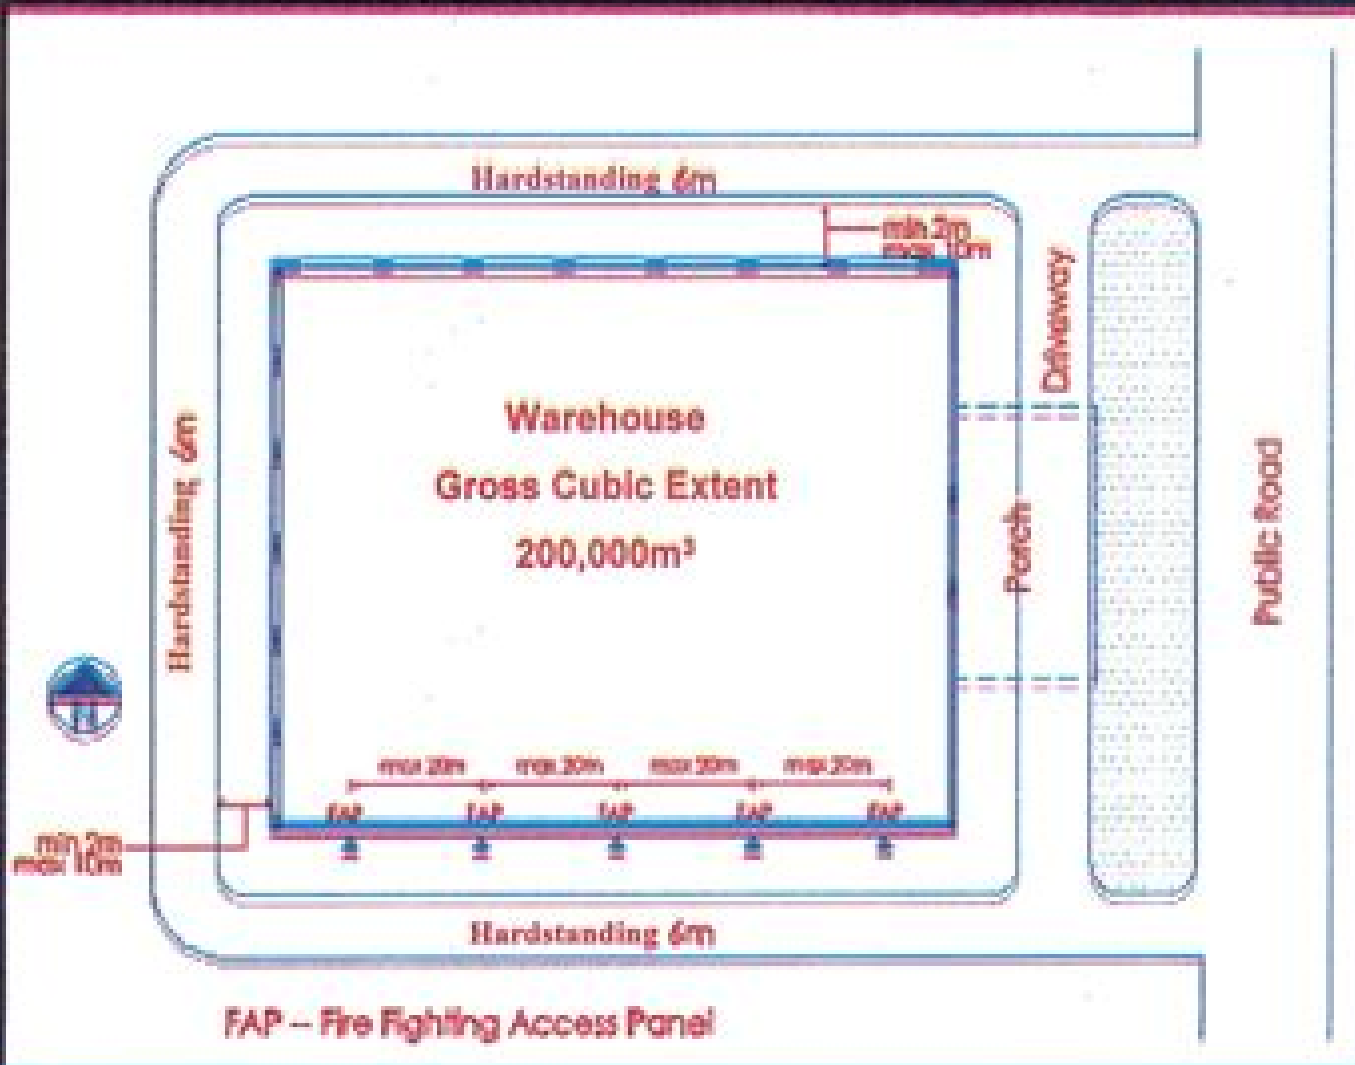 Hardstanding 6m
min 2m
max 10m
Driveway
Warehouse
Gross Cubic Extent
200,000m³
Hardstanding 6m
Porch
Public Road
N
max 20m max 20m max 20m max 20m
FAP FAP FAP FAP FAP
min 2m
max 10m
Hardstanding 6m
FAP – Fire Fighting Access Panel